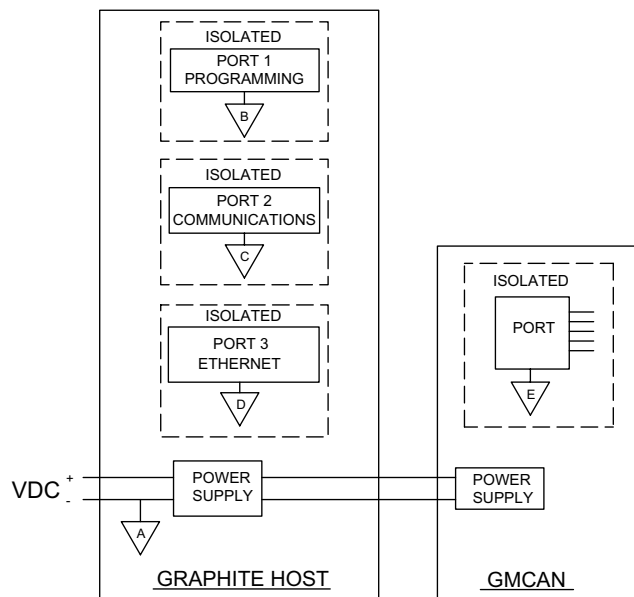 ISOLATED
PORT 1
PROGRAMMING
B
ISOLATED
PORT 2
COMMUNICATIONS
C
ISOLATED
PORT 3
ETHERNET
D
VDC
+
-
A
POWER
SUPPLY
GRAPHITE HOST
ISOLATED
PORT
E
POWER
SUPPLY
GMCAN